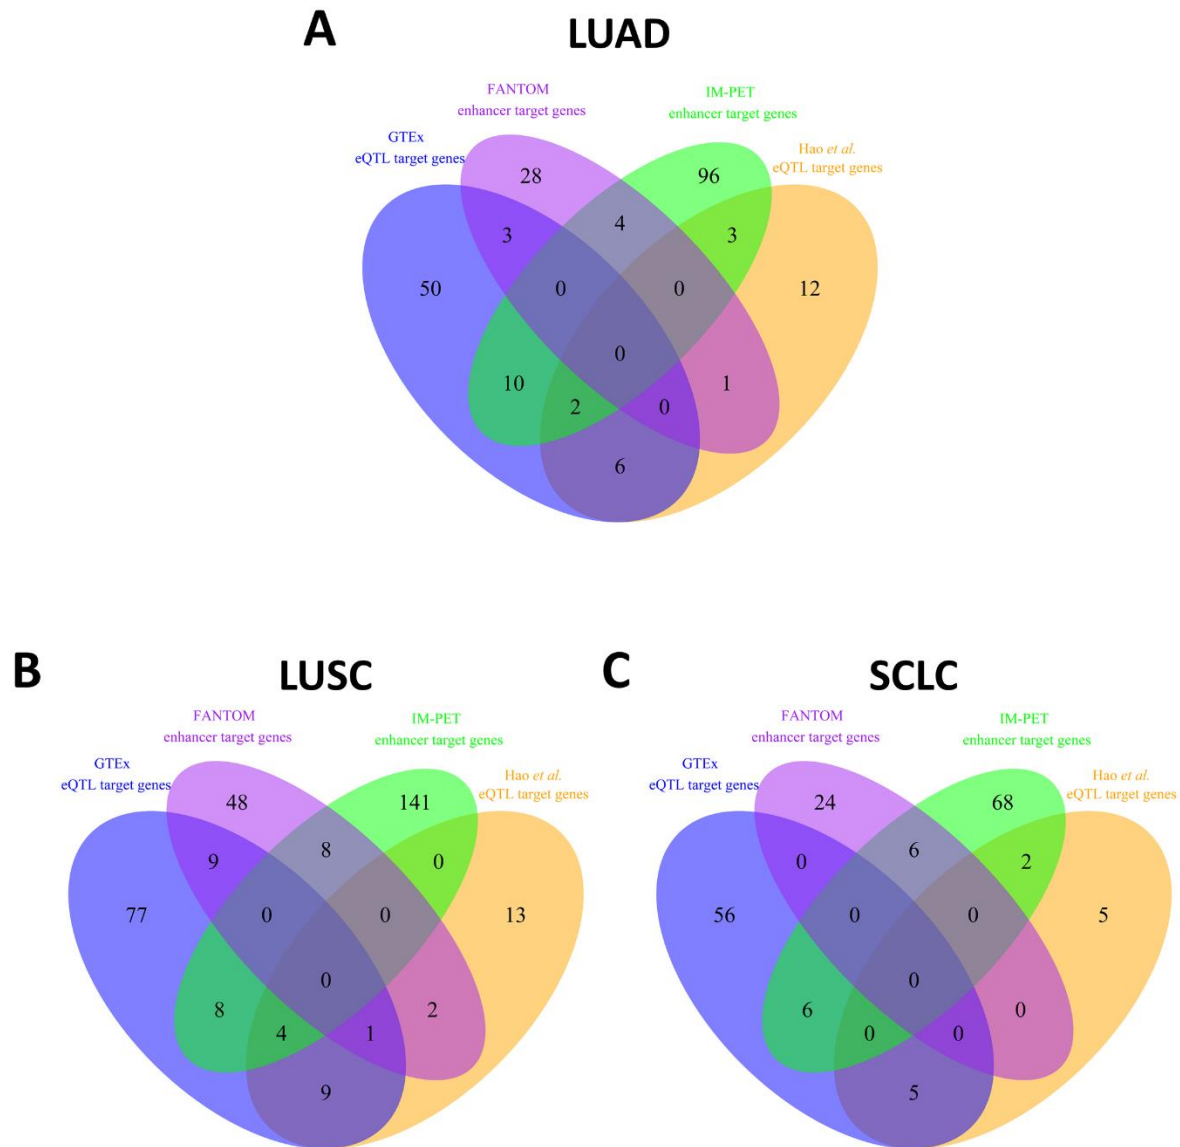 A
LUAD
FANTOM
enhancer target genes
IM-PET
enhancer target genes
GTEx
eQTL target genes
Hao et al.
eQTL target genes
28
96
3
4
3
50
0
0
12
0
10
2
0
1
6
B
LUSC
FANTOM
enhancer target genes
IM-PET
enhancer target genes
GTEx
eQTL target genes
Hao et al.
eQTL target genes
48
141
9
8
0
77
0
0
13
0
8
4
1
2
9
C
SCLC
FANTOM
enhancer target genes
IM-PET
enhancer target genes
GTEx
eQTL target genes
Hao et al.
eQTL target genes
24
68
0
6
2
56
0
0
5
0
6
0
0
0
5